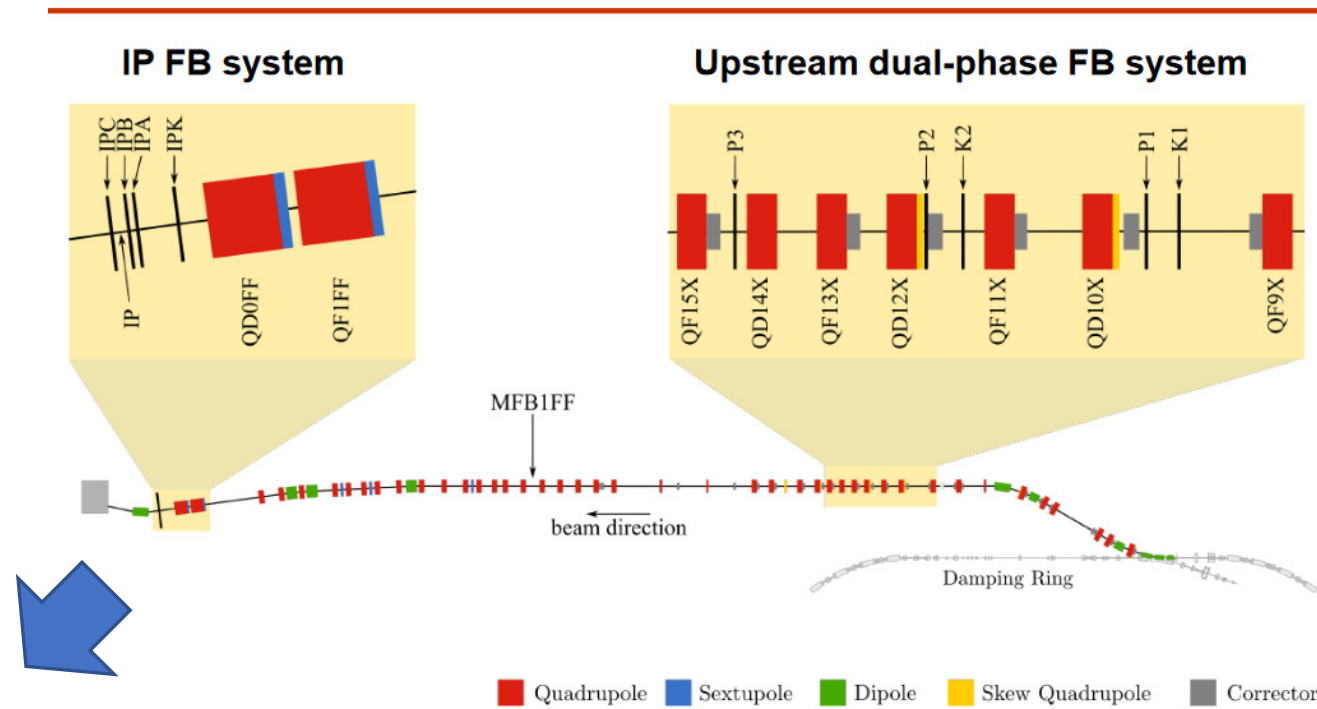 IP FB system
Upstream dual-phase FB system
IPC
IPB
IPA
IPK
IP
QD0FF
QF1FF
P3
P2
K2
P1
K1
QF15X
QD14X
QF13X
QD12X
QF11X
QD10X
QF9X
MFB1FF
beam direction
Damping Ring
Quadrupole
Sextupole
Dipole
Skew Quadrupole
Corrector